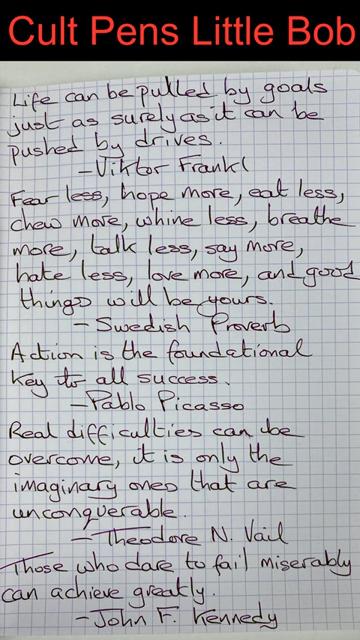 Cult Pens Little Bob
Life can be pulled by goals
just as surely as it can be
pushed by drives.
-Viktor Frankl
Fear less, hope more, eat less,
chew more, whine less, breathe
more, talk less, say more,
hate less, love more, and good
things will be yours.
-Swedish Proverb
Action is the foundational
key to all success.
-Pablo Picasso
Real difficulties can be
overcome, it is only the
imaginary ones that are
unconquerable.
-Theodore N. Vail
Those who dare to fail miserably
can achieve greatly.
-John F. Kennedy